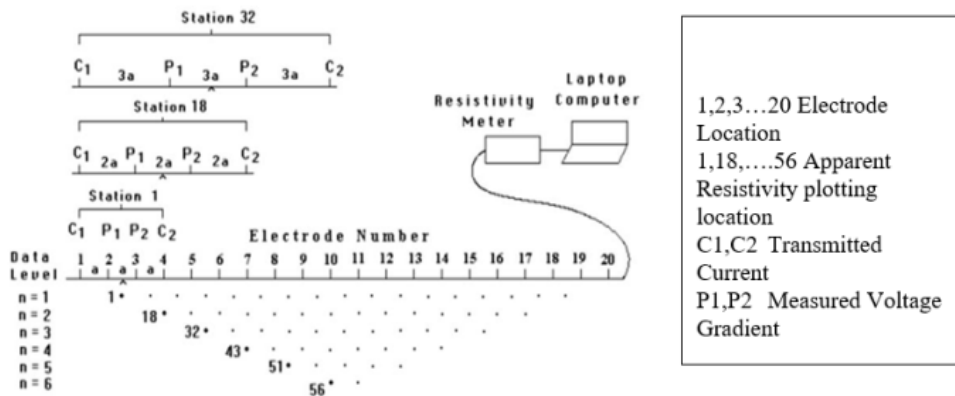 Station 32
C1 3a P1 3a P2 3a C2
Station 18
C1 2a P1 2a P2 2a C2
Station 1
C1 P1 P2 C2
Resistivity
Meter
Laptop
Computer
Electrode Number
Data
Level
1 2 3 4 5 6 7 8 9 10 11 12 13 14 15 16 17 18 19 20
a a a
n = 1 1
n = 2 18
n = 3 32
n = 4 43
n = 5 51
n = 6 56
1,2,3…20 Electrode
Location
1,18,….56 Apparent
Resistivity plotting
location
C1,C2 Transmitted
Current
P1,P2 Measured Voltage
Gradient